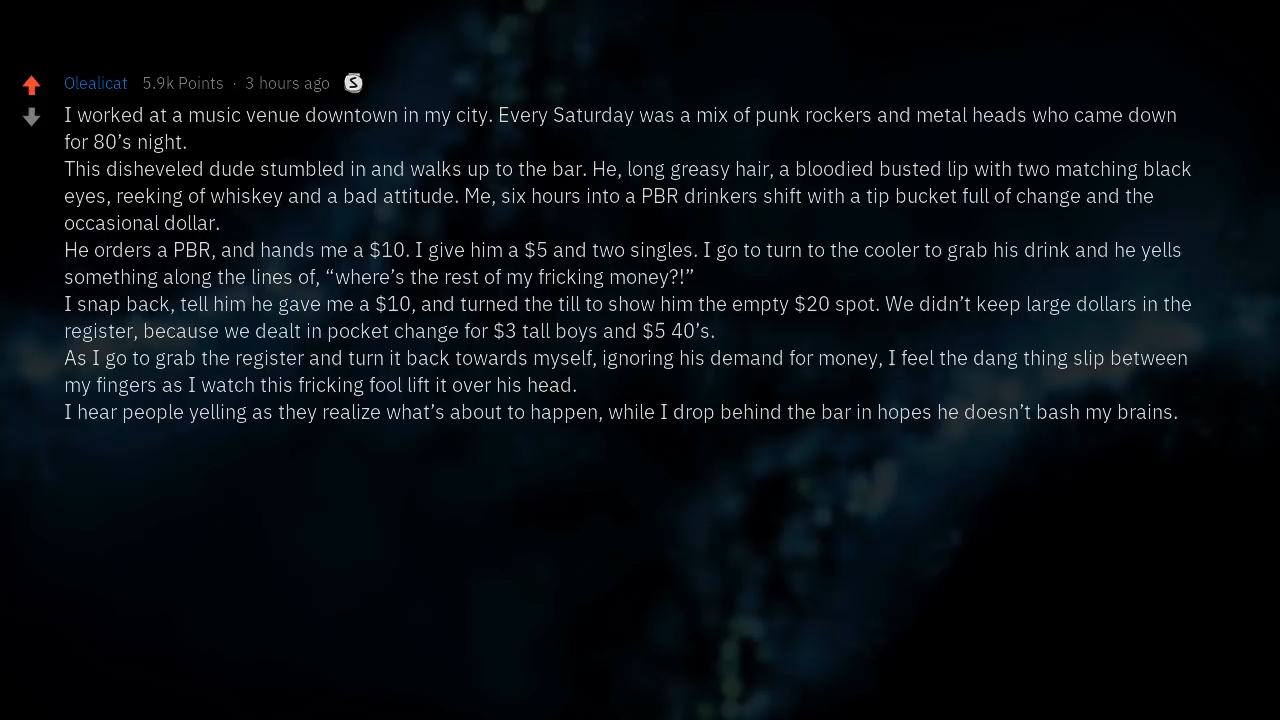 Olealicat 5.9k Points · 3 hours ago
I worked at a music venue downtown in my city. Every Saturday was a mix of punk rockers and metal heads who came down
for 80’s night.
This disheveled dude stumbled in and walks up to the bar. He, long greasy hair, a bloodied busted lip with two matching black
eyes, reeking of whiskey and a bad attitude. Me, six hours into a PBR drinkers shift with a tip bucket full of change and the
occasional dollar.
He orders a PBR, and hands me a $10. I give him a $5 and two singles. I go to turn to the cooler to grab his drink and he yells
something along the lines of, “where’s the rest of my fricking money?!”
I snap back, tell him he gave me a $10, and turned the till to show him the empty $20 spot. We didn’t keep large dollars in the
register, because we dealt in pocket change for $3 tall boys and $5 40’s.
As I go to grab the register and turn it back towards myself, ignoring his demand for money, I feel the dang thing slip between
my fingers as I watch this fricking fool lift it over his head.
I hear people yelling as they realize what’s about to happen, while I drop behind the bar in hopes he doesn’t bash my brains.